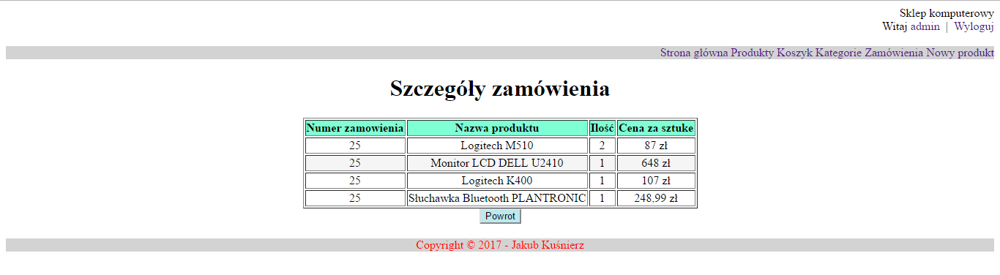 Sklep komputerowy
Witaj admin | Wyloguj
Strona główna Produkty Koszyk Kategorie Zamówienia Nowy produkt
Szczegóły zamówienia
Numer zamowienia Nazwa produktu Ilość Cena za sztuke
25 Logitech M510 2 87 zł
25 Monitor LCD DELL U2410 1 648 zł
25 Logitech K400 1 107 zł
25 Słuchawka Bluetooth PLANTRONIC 1 248,99 zł
Powrot
Copyright © 2017 - Jakub Kuśnierz